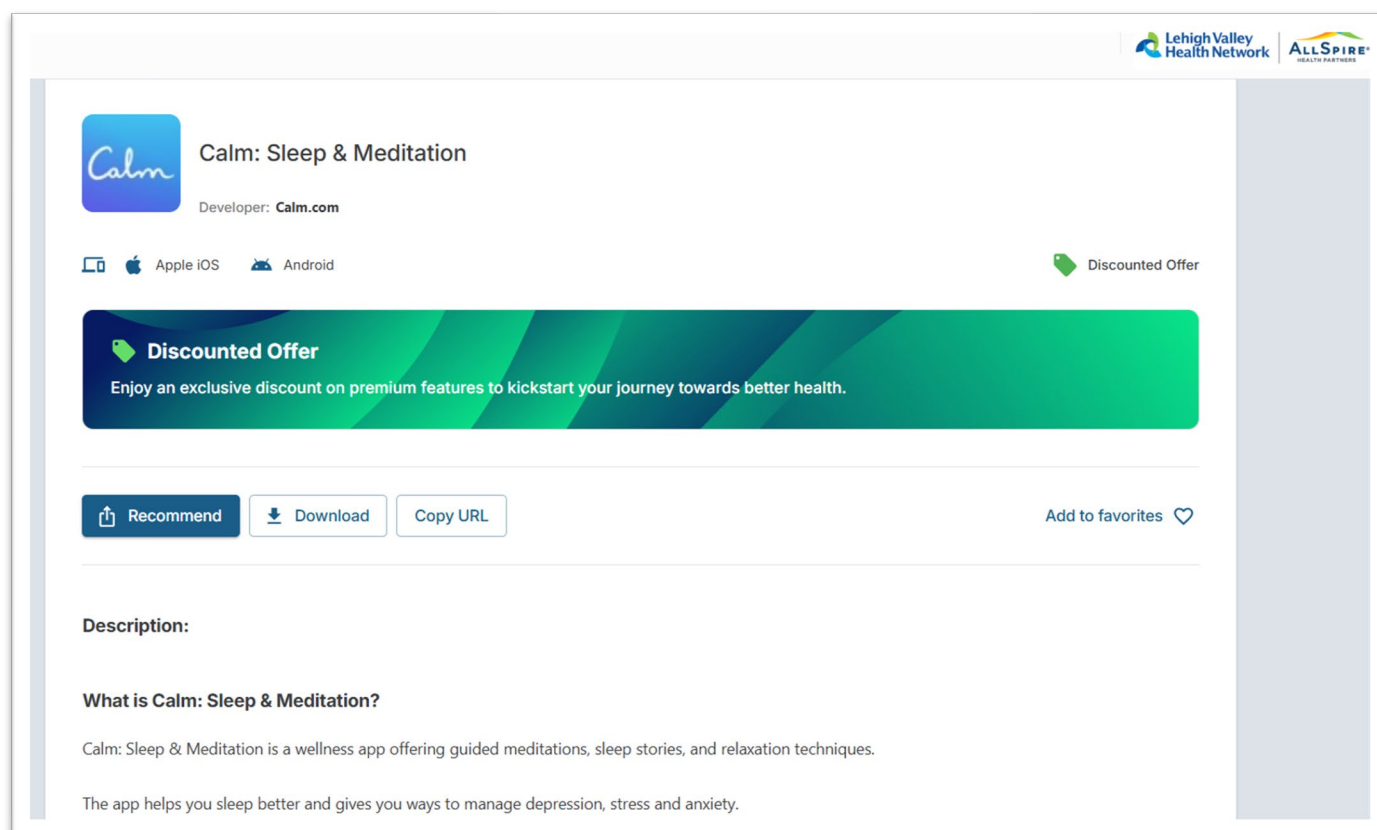 Lehigh Valley
Health Network
ALLSPIRE®
HEALTH PARTNERS
Calm
Calm: Sleep & Meditation
Developer: Calm.com
Apple iOS
Android
Discounted Offer
Discounted Offer
Enjoy an exclusive discount on premium features to kickstart your journey towards better health.
Recommend
Download
Copy URL
Add to favorites
Description:
What is Calm: Sleep & Meditation?
Calm: Sleep & Meditation is a wellness app offering guided meditations, sleep stories, and relaxation techniques.
The app helps you sleep better and gives you ways to manage depression, stress and anxiety.